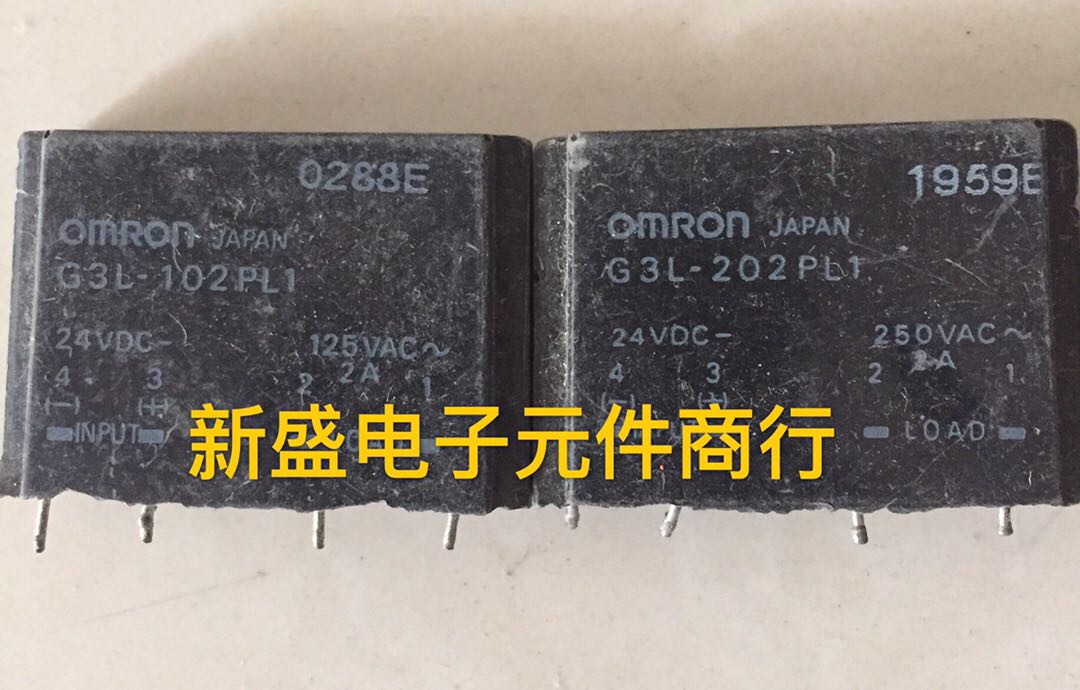 0288E
OMRON JAPAN
G3L-102PL1
24VDC- 125VAC~
2A
4 3 2 1
(-) (+)
INPUT
1959E
OMRON JAPAN
G3L-202PL1
24VDC- 250VAC~
2A
4 3 2 1
(-) (+)
LOAD
新盛电子元件商行